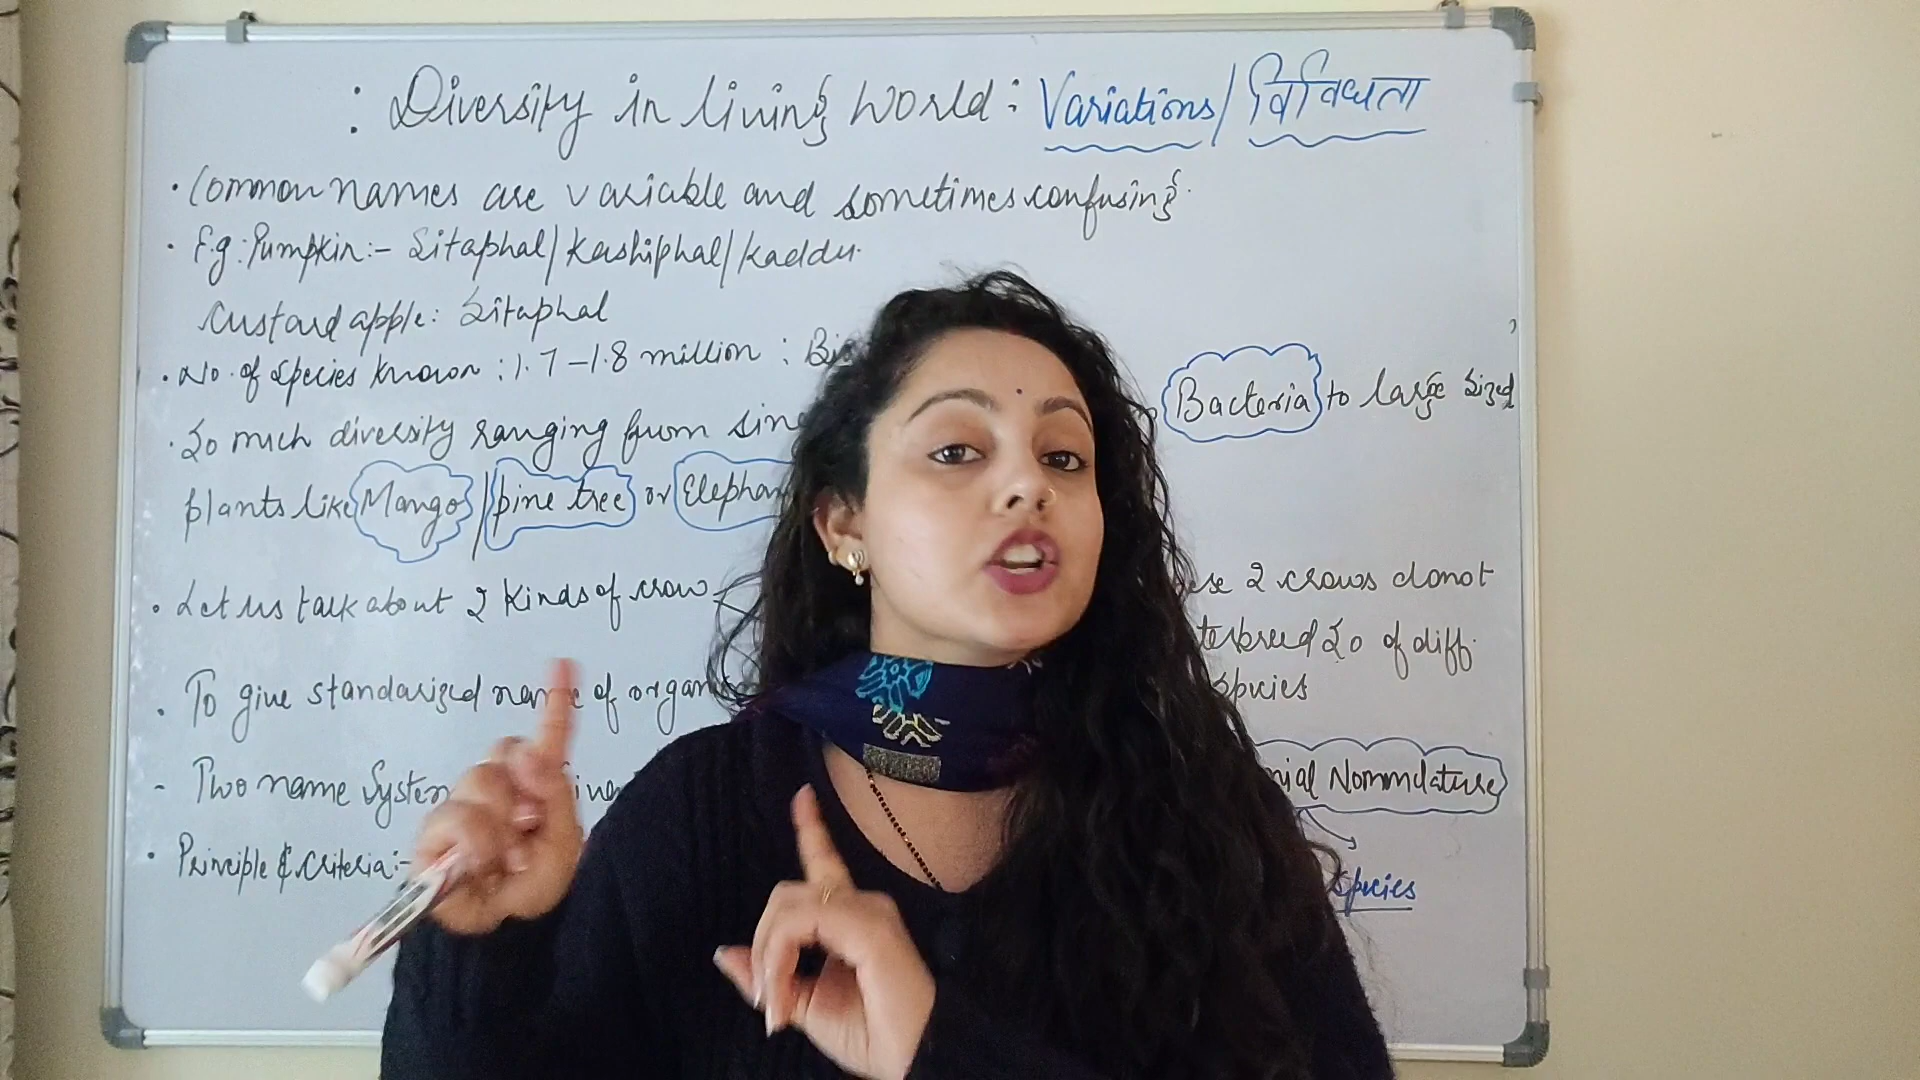 : Diversity in living World : Variations / विविधता
· Common names are variable and sometimes confusing.
· E.g : Pumpkin :- Sitaphal / Kashiphal / Kaddu.
Custard apple : Sitaphal
· No. of species known : 1.7 – 1.8 million :
· So much diversity ranging from Bacteria to large sized
plants like Mango / pine tree or
· Let us talk about 2 kinds of crow 2 crows donot
So of diff.
species
· To give standarized name of
- Two name System Nomenclature
· Principle & Criteria :- Species